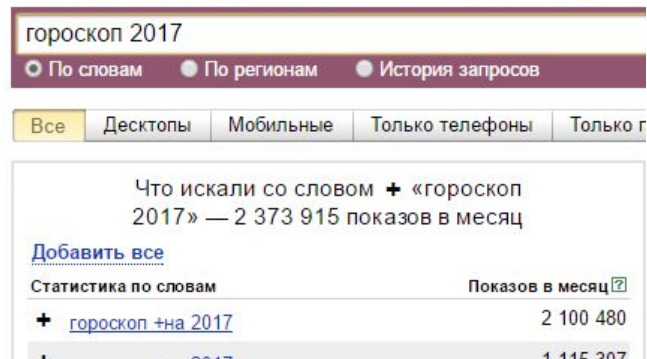 гороскоп 2017
По словам По регионам История запросов
Все Десктопы Мобильные Только телефоны Только
Что искали со словом + «гороскоп
2017» — 2 373 915 показов в месяц
Добавить все
Статистика по словам Показов в месяц ?
+ гороскоп +на 2017 2 100 480
2017 1 115 307